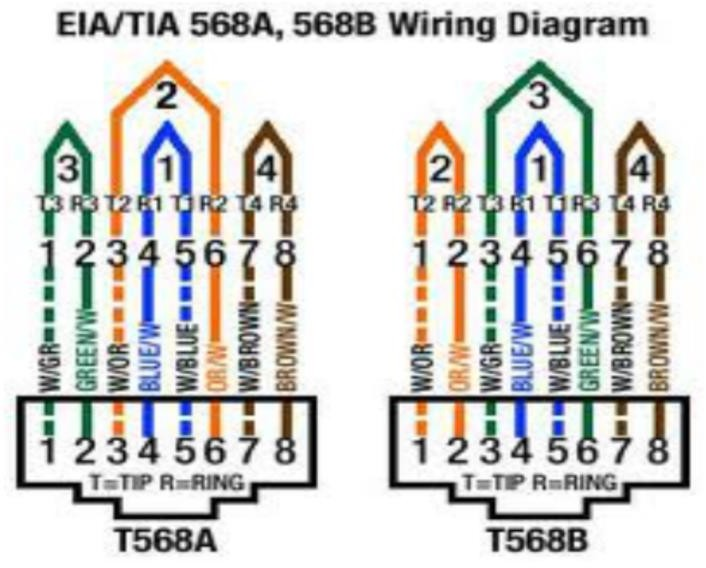 EIA/TIA 568A, 568B Wiring Diagram
2
3 1 4
T3 R3 T2 R1 T1 R2 T4 R4
1 2 3 4 5 6 7 8
W/GR
GREEN/W
W/OR
BLUE/W
W/BLUE
OR/W
W/BROWN
BROWN/W
1 2 3 4 5 6 7 8
T=TIP R=RING
T568A
3
2 1 4
T2 R2 T3 R1 T1 R3 T4 R4
1 2 3 4 5 6 7 8
W/OR
OR/W
W/GR
BLUE/W
W/BLUE
GREEN/W
W/BROWN
BROWN/W
1 2 3 4 5 6 7 8
T=TIP R=RING
T568B